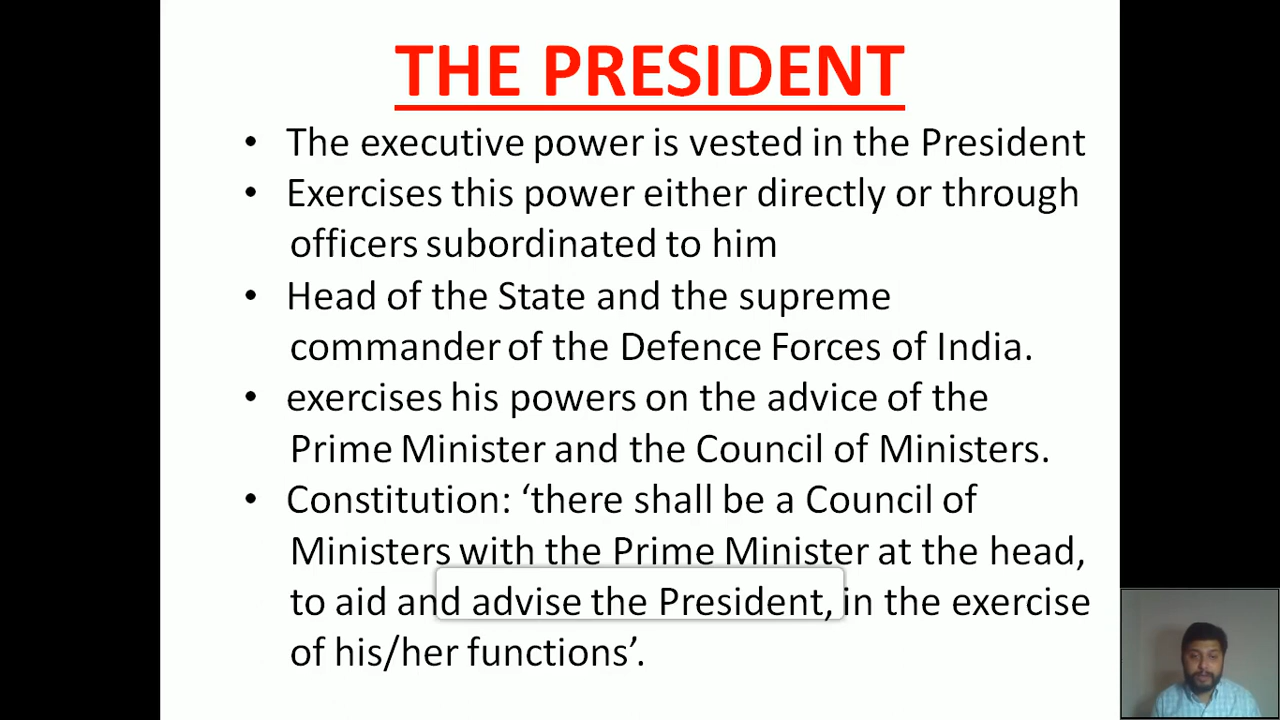 THE PRESIDENT
• The executive power is vested in the President
• Exercises this power either directly or through
officers subordinated to him
• Head of the State and the supreme
commander of the Defence Forces of India.
• exercises his powers on the advice of the
Prime Minister and the Council of Ministers.
• Constitution: ‘there shall be a Council of
Ministers with the Prime Minister at the head,
to aid and advise the President, in the exercise
of his/her functions’.